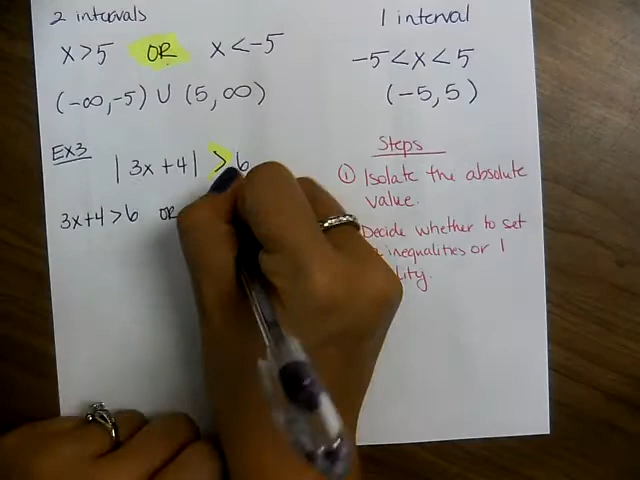 2 intervals
x > 5 OR x < -5
(-∞, -5) ∪ (5, ∞)
1 interval
-5 < x < 5
(-5, 5)
EX3
|3x + 4| > 6
3x + 4 > 6 OR
Steps
① Isolate the absolute
value.
Decide whether to set
inequalities or 1